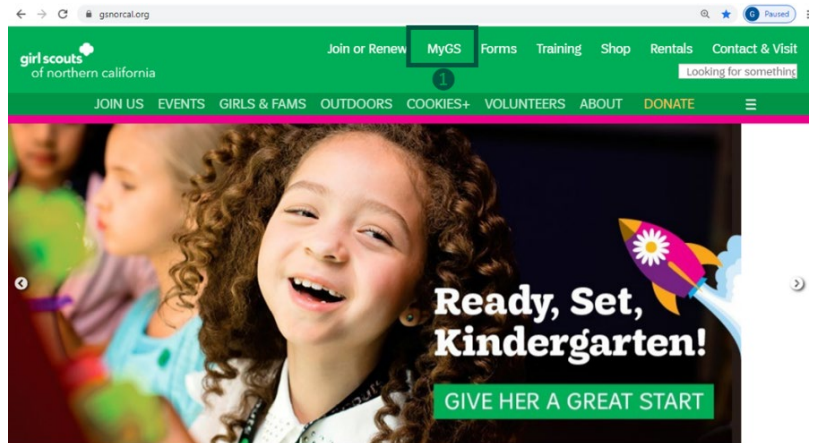 gsnorcal.org
G Paused
Join or Renew MyGS Forms Training Shop Rentals Contact & Visit
girl scouts
of northern california
1
Looking for something
JOIN US EVENTS GIRLS & FAMS OUTDOORS COOKIES+ VOLUNTEERS ABOUT DONATE
Ready, Set,
Kindergarten!
GIVE HER A GREAT START